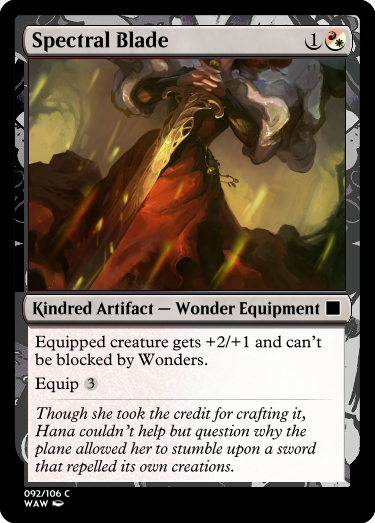 Spectral Blade 1
Kindred Artifact — Wonder Equipment
Equipped creature gets +2/+1 and can't
be blocked by Wonders.
Equip 3
Though she took the credit for crafting it,
Hana couldn't help but question why the
plane allowed her to stumble upon a sword
that repelled its own creations.
092/106 C
WAW